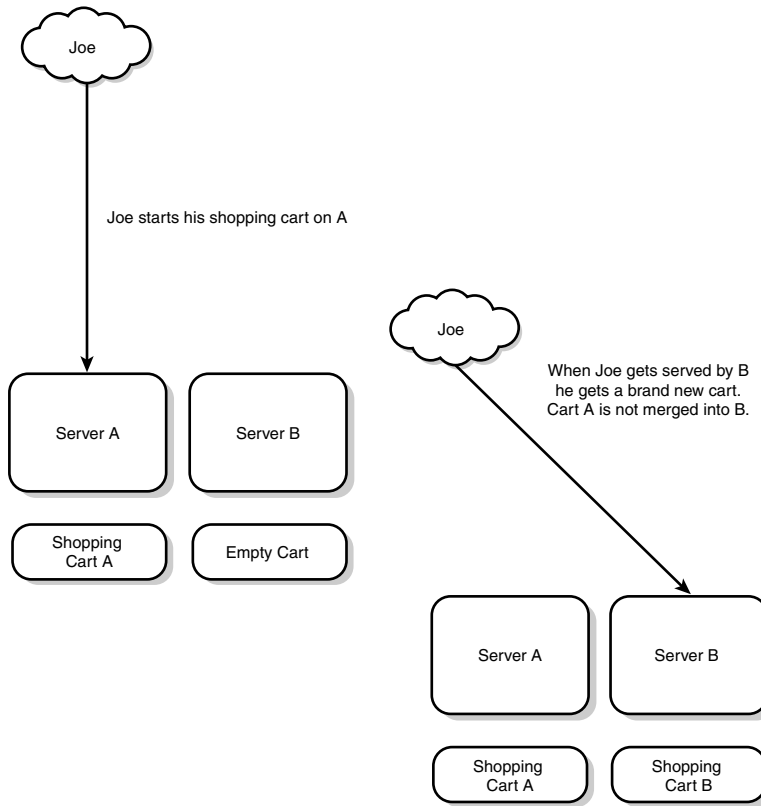 Joe
Joe starts his shopping cart on A
Server A
Server B
Shopping
Cart A
Empty Cart
Joe
When Joe gets served by B
he gets a brand new cart.
Cart A is not merged into B.
Server A
Server B
Shopping
Cart A
Shopping
Cart B